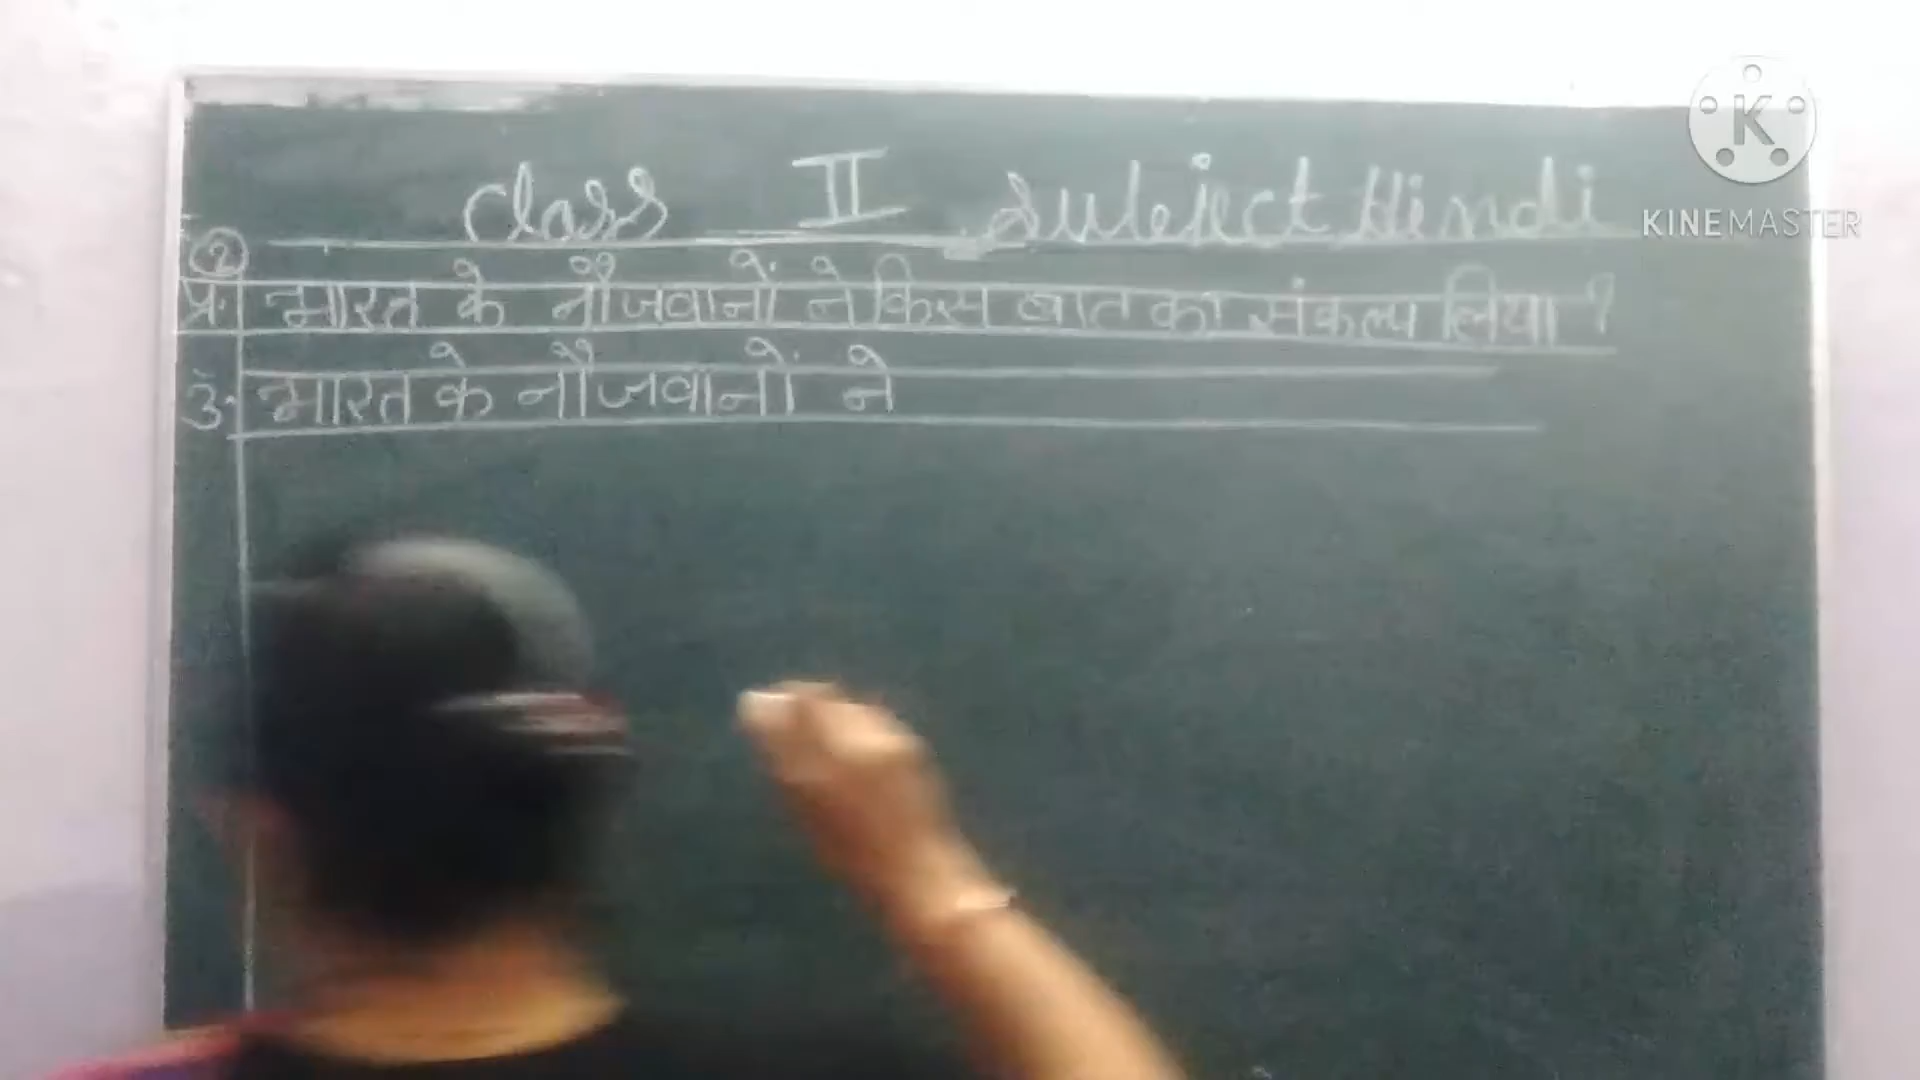 Class II Subject Hindi
②
प्र. भारत के नौजवानों ने किस बात का संकल्प लिया ?
उ. भारत के नौजवानों ने
K
KINEMASTER